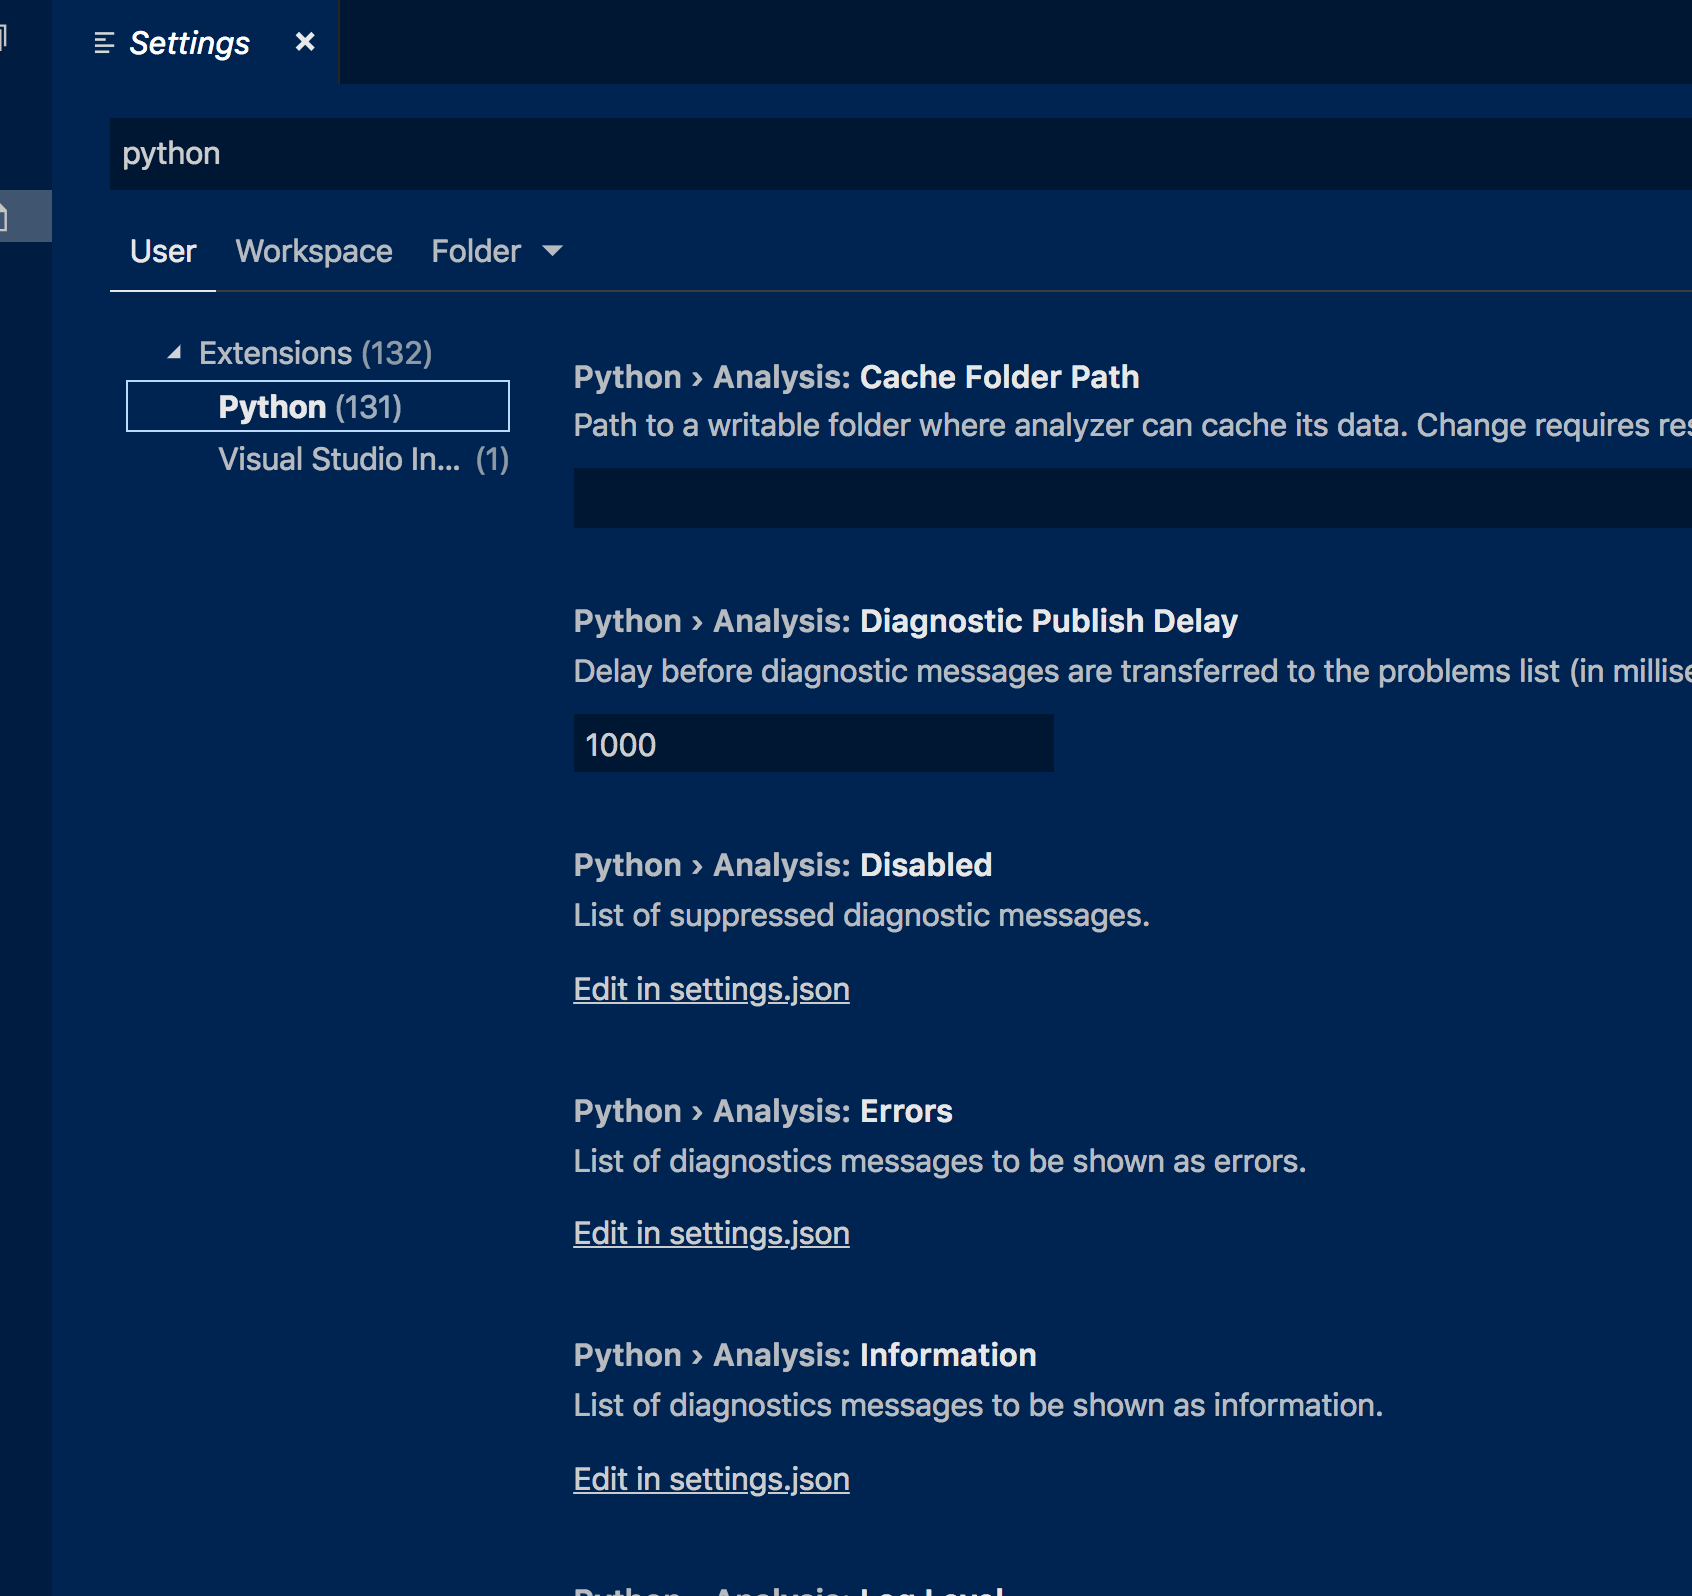 Settings
python
User Workspace Folder
Extensions (132)
Python (131)
Visual Studio In... (1)
Python › Analysis: Cache Folder Path
Path to a writable folder where analyzer can cache its data. Change requires res
Python › Analysis: Diagnostic Publish Delay
Delay before diagnostic messages are transferred to the problems list (in millise
1000
Python › Analysis: Disabled
List of suppressed diagnostic messages.
Edit in settings.json
Python › Analysis: Errors
List of diagnostics messages to be shown as errors.
Edit in settings.json
Python › Analysis: Information
List of diagnostics messages to be shown as information.
Edit in settings.json
Python › Analysis: Log Level